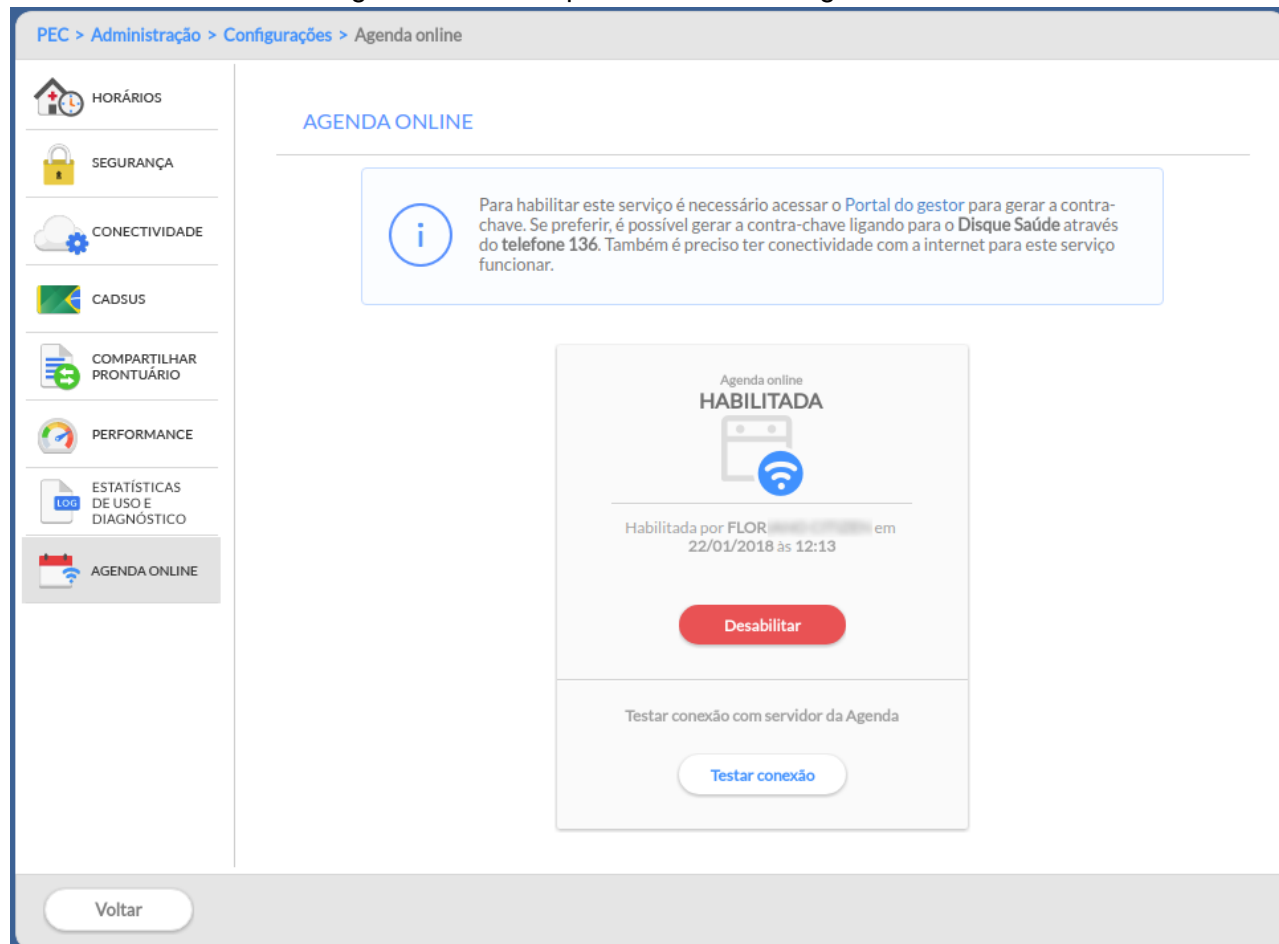 PEC > Administração > Configurações > Agenda online
HORÁRIOS
SEGURANÇA
CONECTIVIDADE
CADSUS
COMPARTILHAR
PRONTUÁRIO
PERFORMANCE
LOG
ESTATÍSTICAS
DE USO E
DIAGNÓSTICO
AGENDA ONLINE
AGENDA ONLINE
i
Para habilitar este serviço é necessário acessar o Portal do gestor para gerar a contra-
chave. Se preferir, é possível gerar a contra-chave ligando para o Disque Saúde através
do telefone 136. Também é preciso ter conectividade com a internet para este serviço
funcionar.
Agenda online
HABILITADA
Habilitada por FLOR em
22/01/2018 às 12:13
Desabilitar
Testar conexão com servidor da Agenda
Testar conexão
Voltar